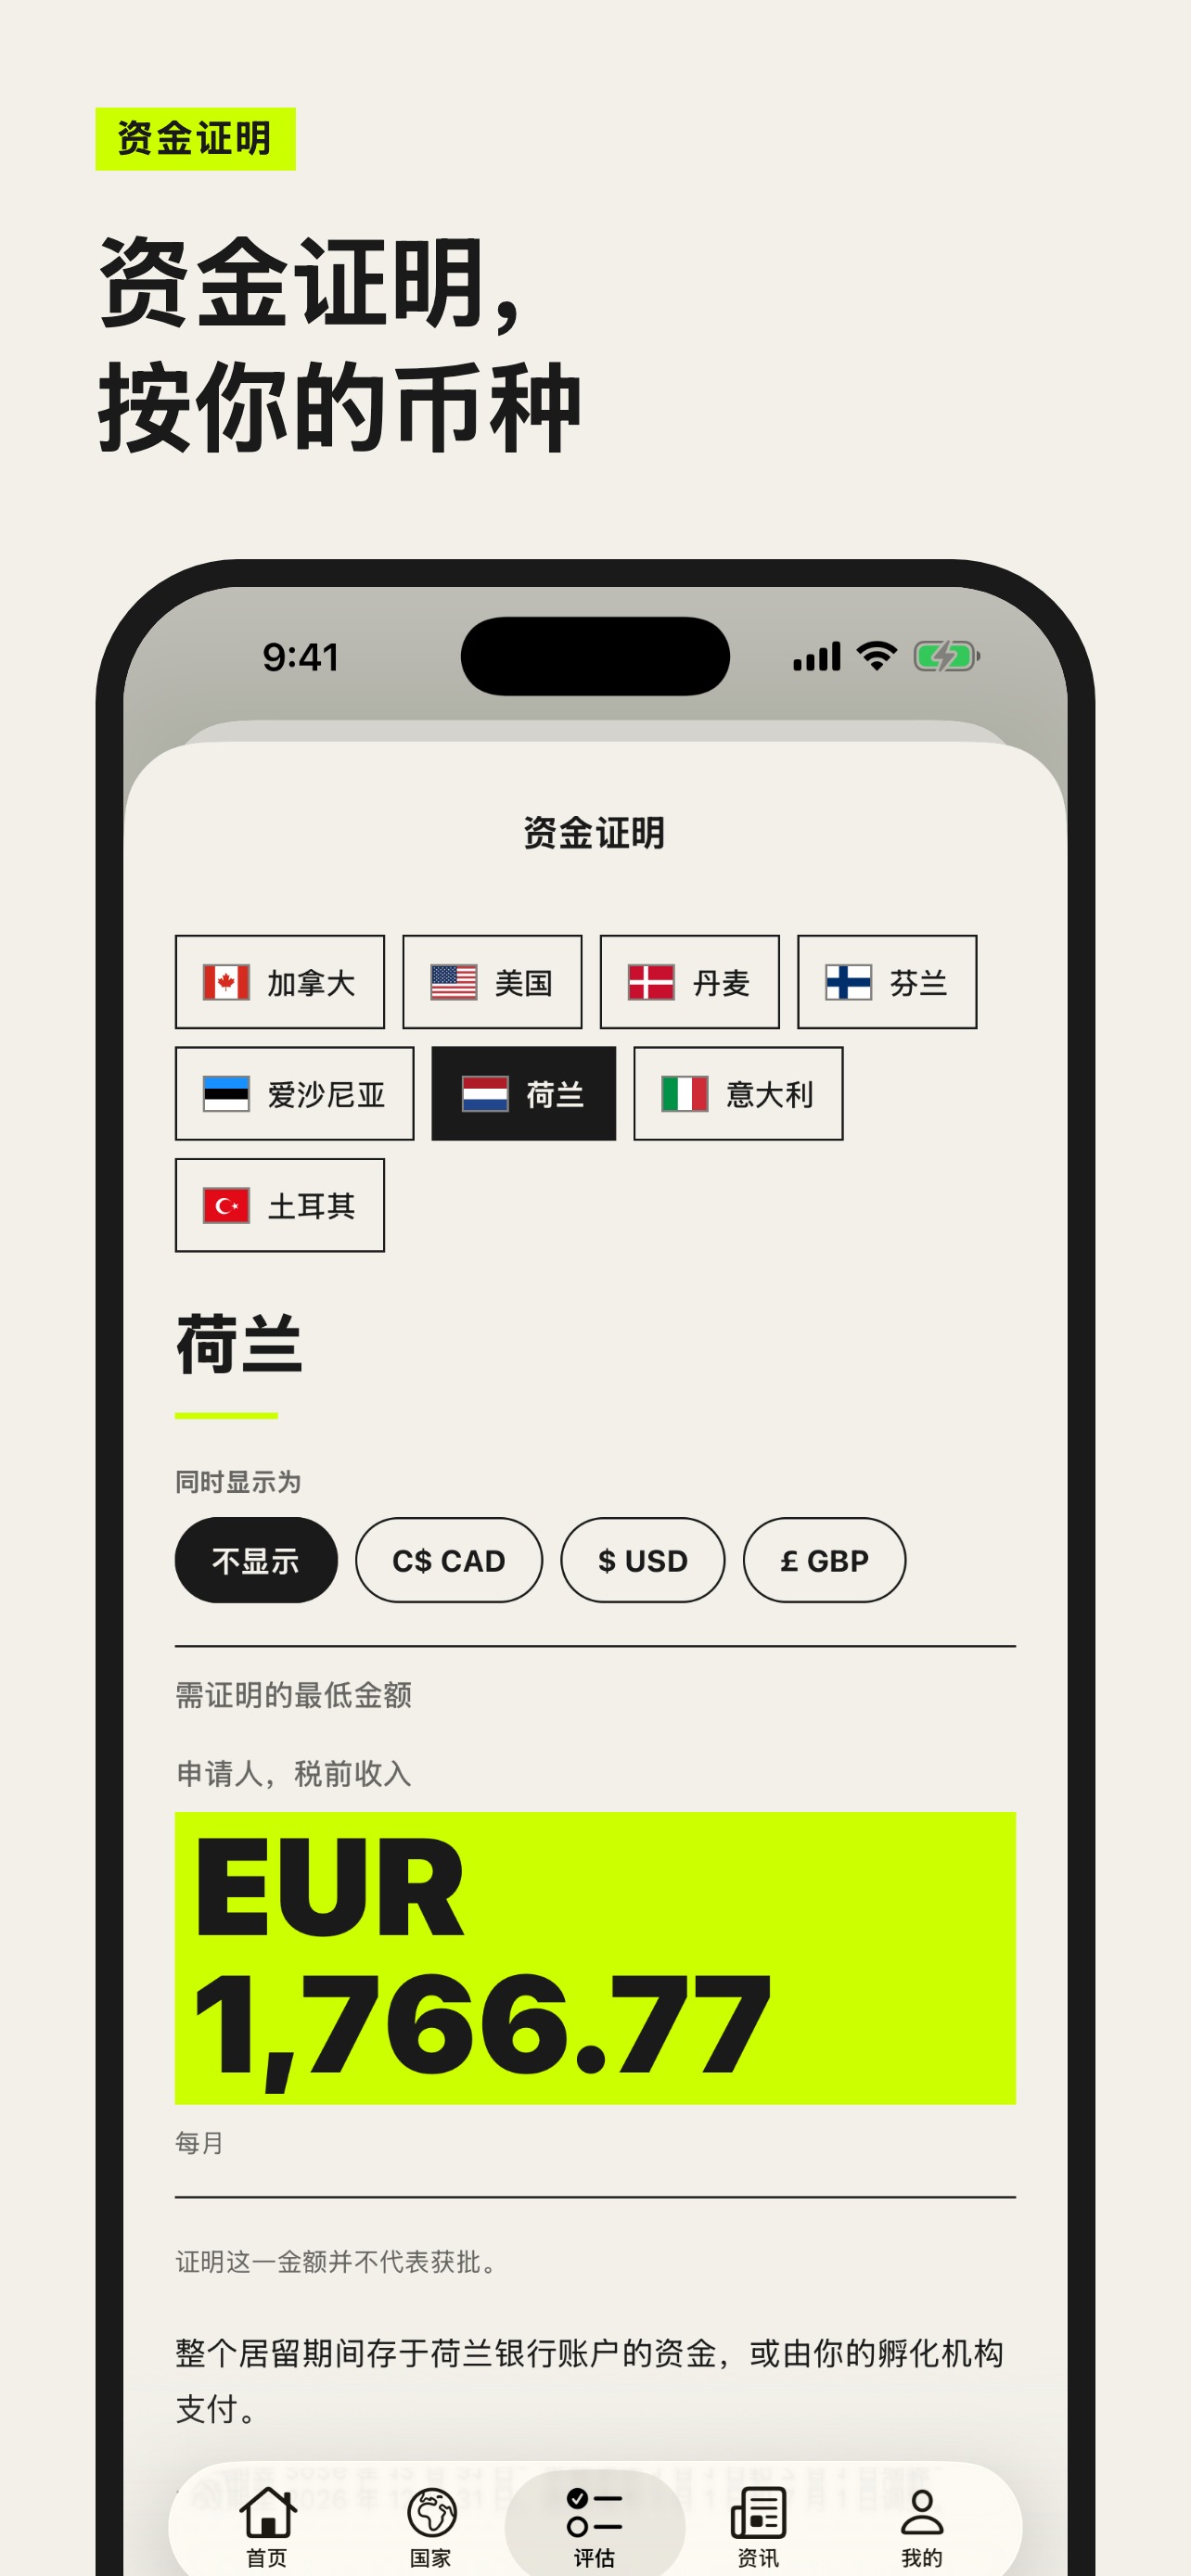 资金证明
资金证明，
按你的币种
9:41
资金证明
加拿大 美国 丹麦 芬兰
爱沙尼亚 荷兰 意大利
土耳其
荷兰
同时显示为
不显示 C$ CAD $ USD £ GBP
需证明的最低金额
申请人，税前收入
EUR
1,766.77
每月
证明这一金额并不代表获批。
整个居留期间存于荷兰银行账户的资金，或由你的孵化机构
支付。
首页 国家 评估 资讯 我的